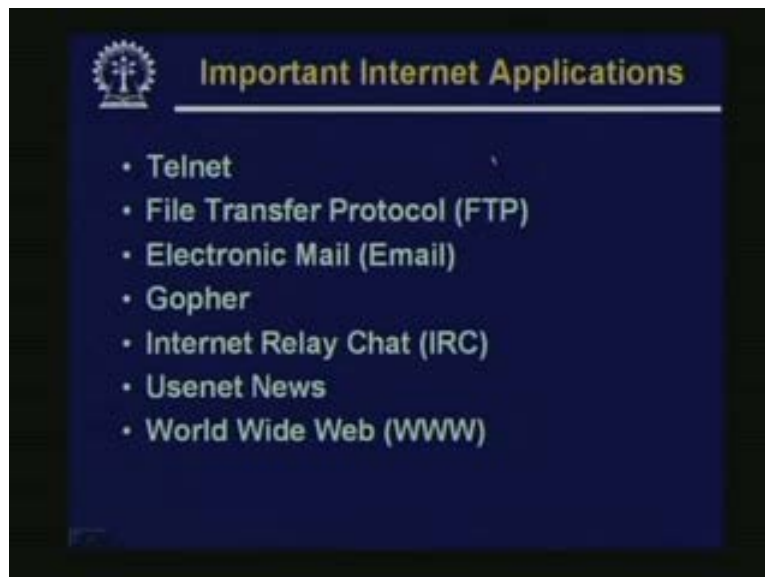 Important Internet Applications
• Telnet
• File Transfer Protocol (FTP)
• Electronic Mail (Email)
• Gopher
• Internet Relay Chat (IRC)
• Usenet News
• World Wide Web (WWW)